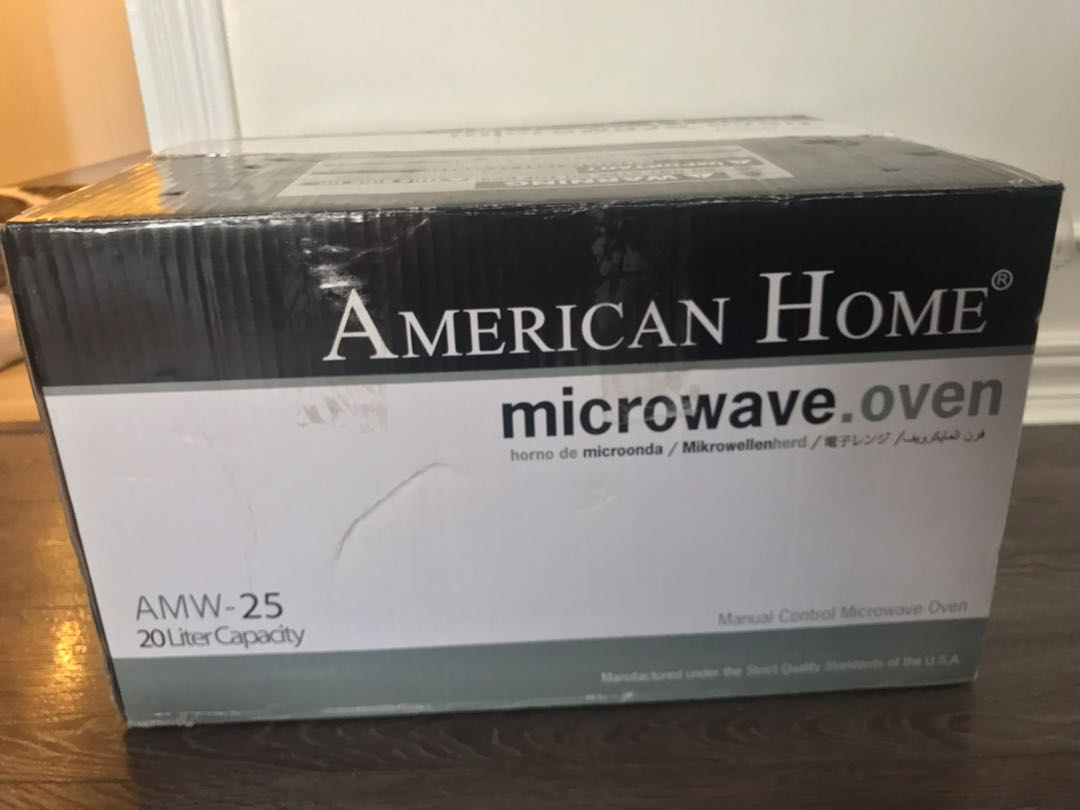 WARNING
AMERICAN HOME®
microwave.oven
horno de microonda / Mikrowellenherd / 電子レンジ / فرن المايكرويف
AMW-25
20 Liter Capacity
Manual Control Microwave Oven
Manufactured under the Strict Quality Standards of the U.S.A.